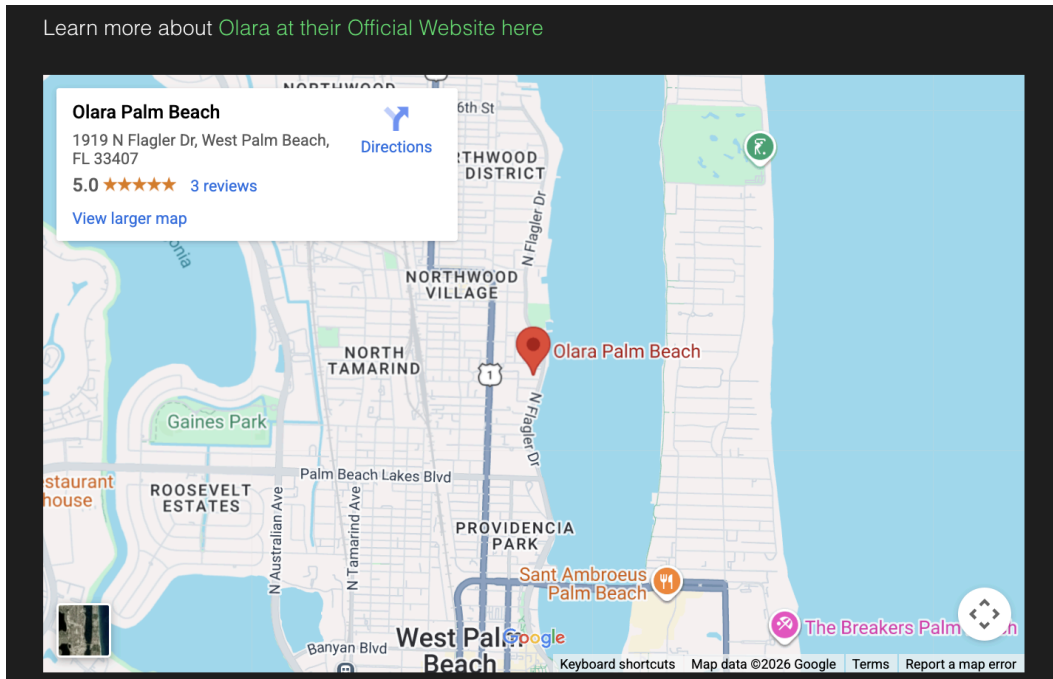 Learn more about Olara at their Official Website here
Olara Palm Beach
1919 N Flagler Dr, West Palm Beach,
FL 33407
5.0 ★★★★★ 3 reviews
Directions
View larger map
6th St
DISTRICT
N Flagler Dr
NORTHWOOD
VILLAGE
Olara Palm Beach
NORTH
TAMARIND
1
N Flagler Dr
Gaines Park
Palm Beach Lakes Blvd
ROOSEVELT
ESTATES
N Australian Ave
N Tamarind Ave
PROVIDENCIA
PARK
Sant Ambroeus
Palm Beach
The Breakers Palm
Banyan Blvd
West Palm
Beach
Google
Keyboard shortcuts
Map data ©2026 Google
Terms
Report a map error